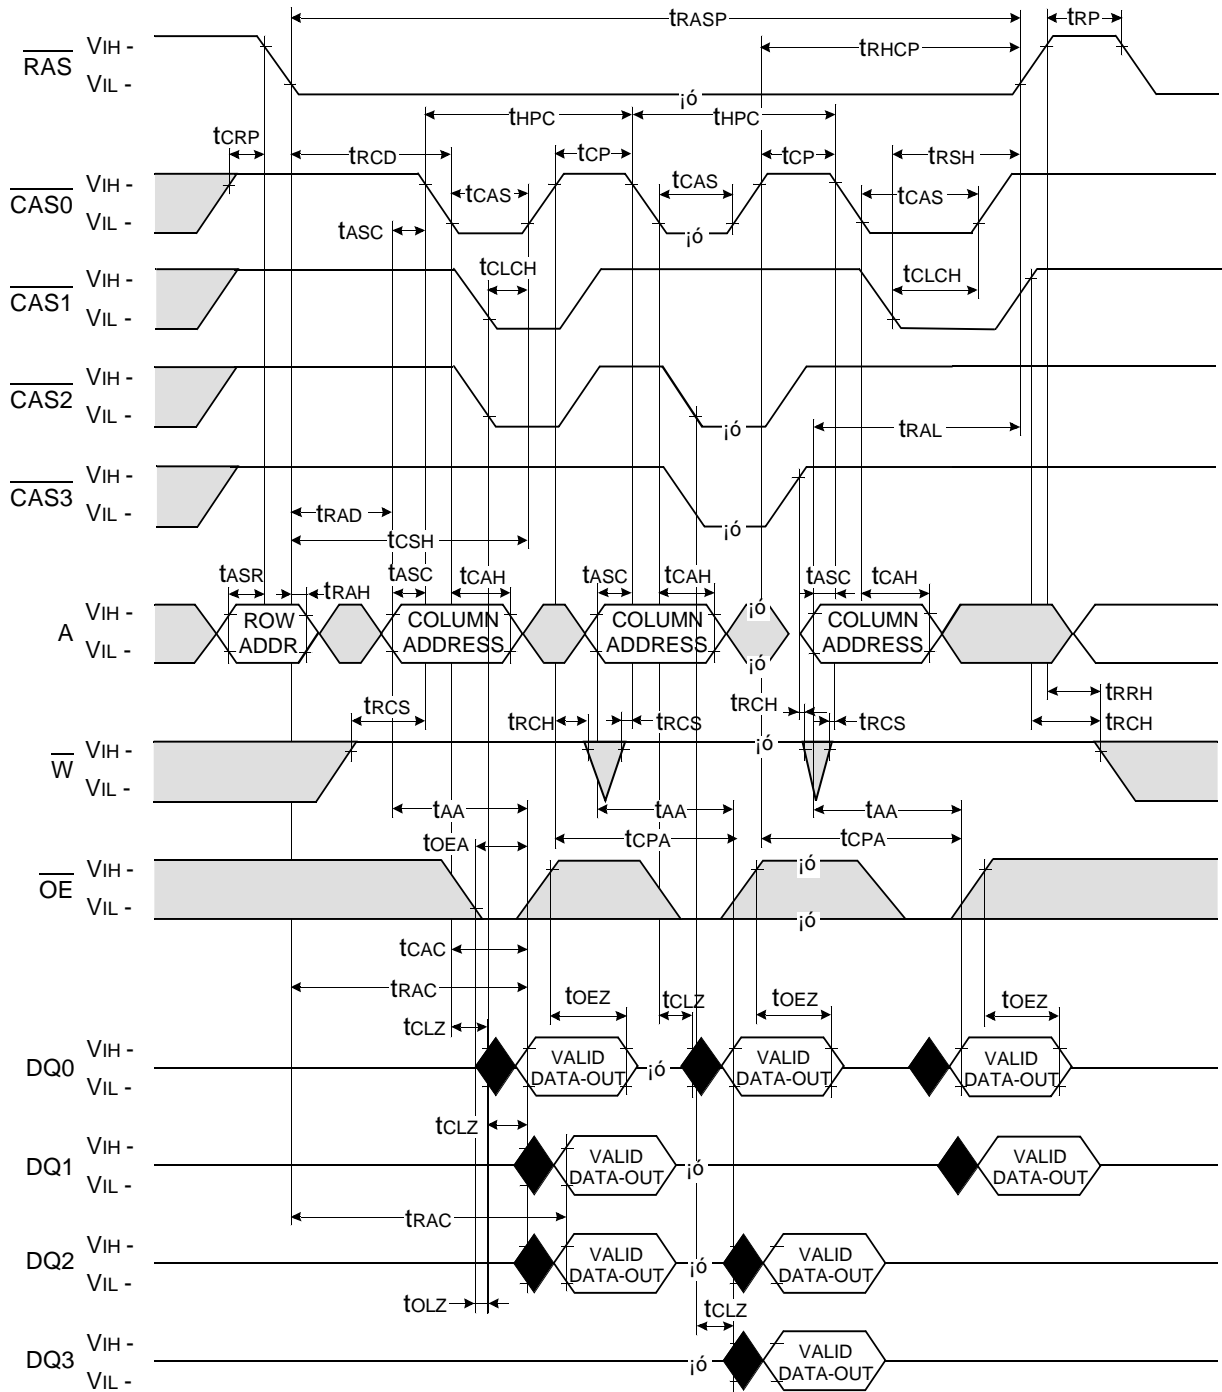 tRASP
tRP
RAS
VIH -
VIL -
tRHCP
¡ó
tHPC
tHPC
tCRP
tRCD
tCP
tCP
tRSH
CAS0
VIH -
VIL -
tCAS
tCAS
tCAS
tASC
¡ó
CAS1
VIH -
VIL -
tCLCH
tCLCH
CAS2
VIH -
VIL -
¡ó
tRAL
CAS3
VIH -
VIL -
¡ó
tRAD
tCSH
tASR
tRAH
tASC
tCAH
tASC
tCAH
tASC
tCAH
A
VIH -
VIL -
ROW
ADDR
COLUMN
ADDRESS
COLUMN
ADDRESS
¡ó
¡ó
COLUMN
ADDRESS
tRRH
tRCS
tRCH
tRCS
tRCH
tRCS
tRCH
W
VIH -
VIL -
¡ó
tAA
tAA
tAA
tOEA
tCPA
tCPA
OE
VIH -
VIL -
¡ó
¡ó
tCAC
tRAC
tOEZ
tCLZ
tOEZ
tOEZ
tCLZ
DQ0
VIH -
VIL -
VALID
DATA-OUT
¡ó
VALID
DATA-OUT
VALID
DATA-OUT
tCLZ
DQ1
VIH -
VIL -
VALID
DATA-OUT
¡ó
VALID
DATA-OUT
tRAC
DQ2
VIH -
VIL -
VALID
DATA-OUT
¡ó
VALID
DATA-OUT
tOLZ
tCLZ
DQ3
VIH -
VIL -
¡ó
VALID
DATA-OUT